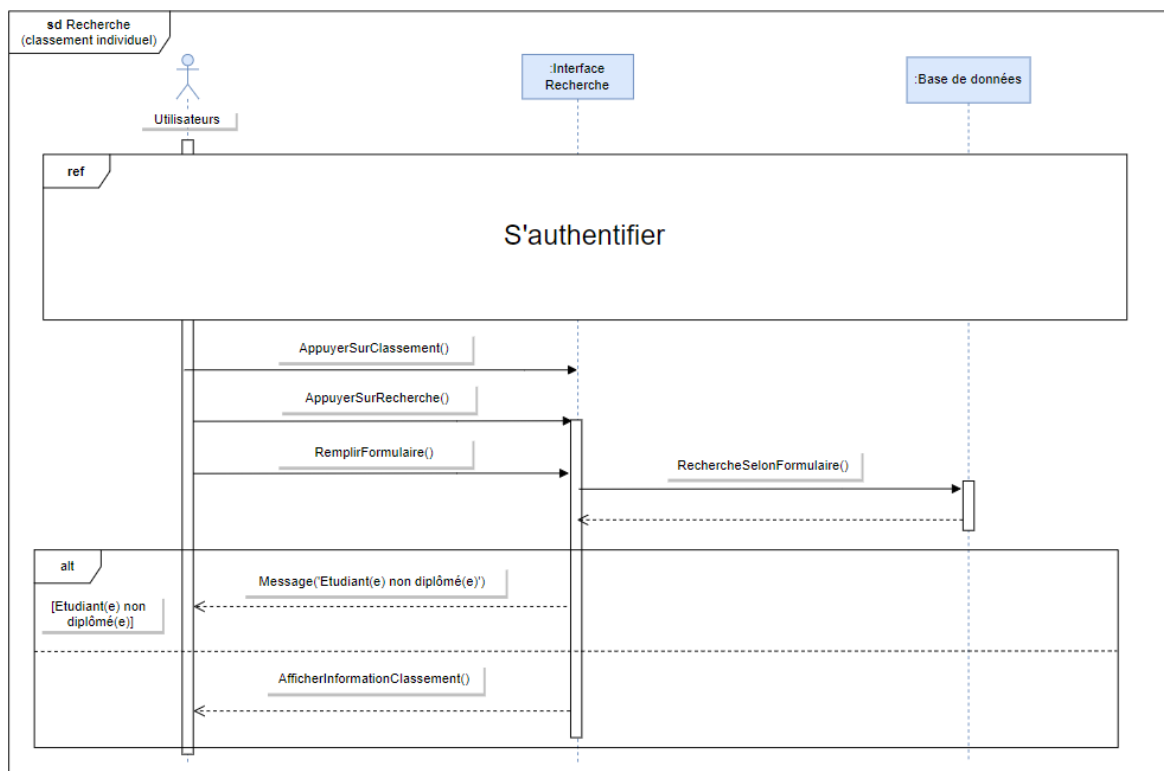 sd Recherche
(classement individuel)
:Interface
Recherche
:Base de données
Utilisateurs
ref
S'authentifier
AppuyerSurClassement()
AppuyerSurRecherche()
RemplirFormulaire()
RechercheSelonFormulaire()
alt
Message('Etudiant(e) non diplômé(e)')
[Etudiant(e) non
diplômé(e)]
AfficherInformationClassement()